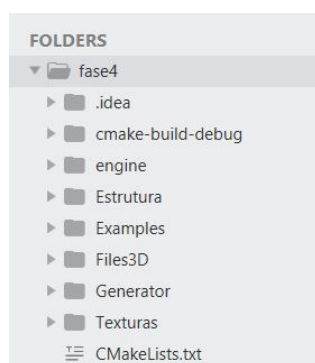 FOLDERS
fase4
.idea
cmake-build-debug
engine
Estrutura
Examples
Files3D
Generator
Texturas
CMakeLists.txt